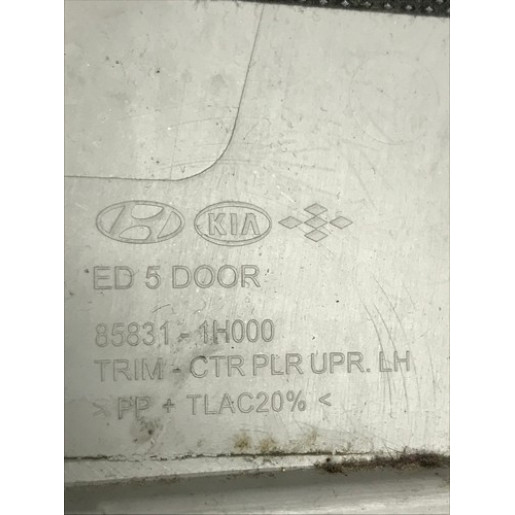 KIA
ED 5 DOOR
85831-1H000
TRIM - CTR PLR UPR. LH
> PP + TLAC20% <